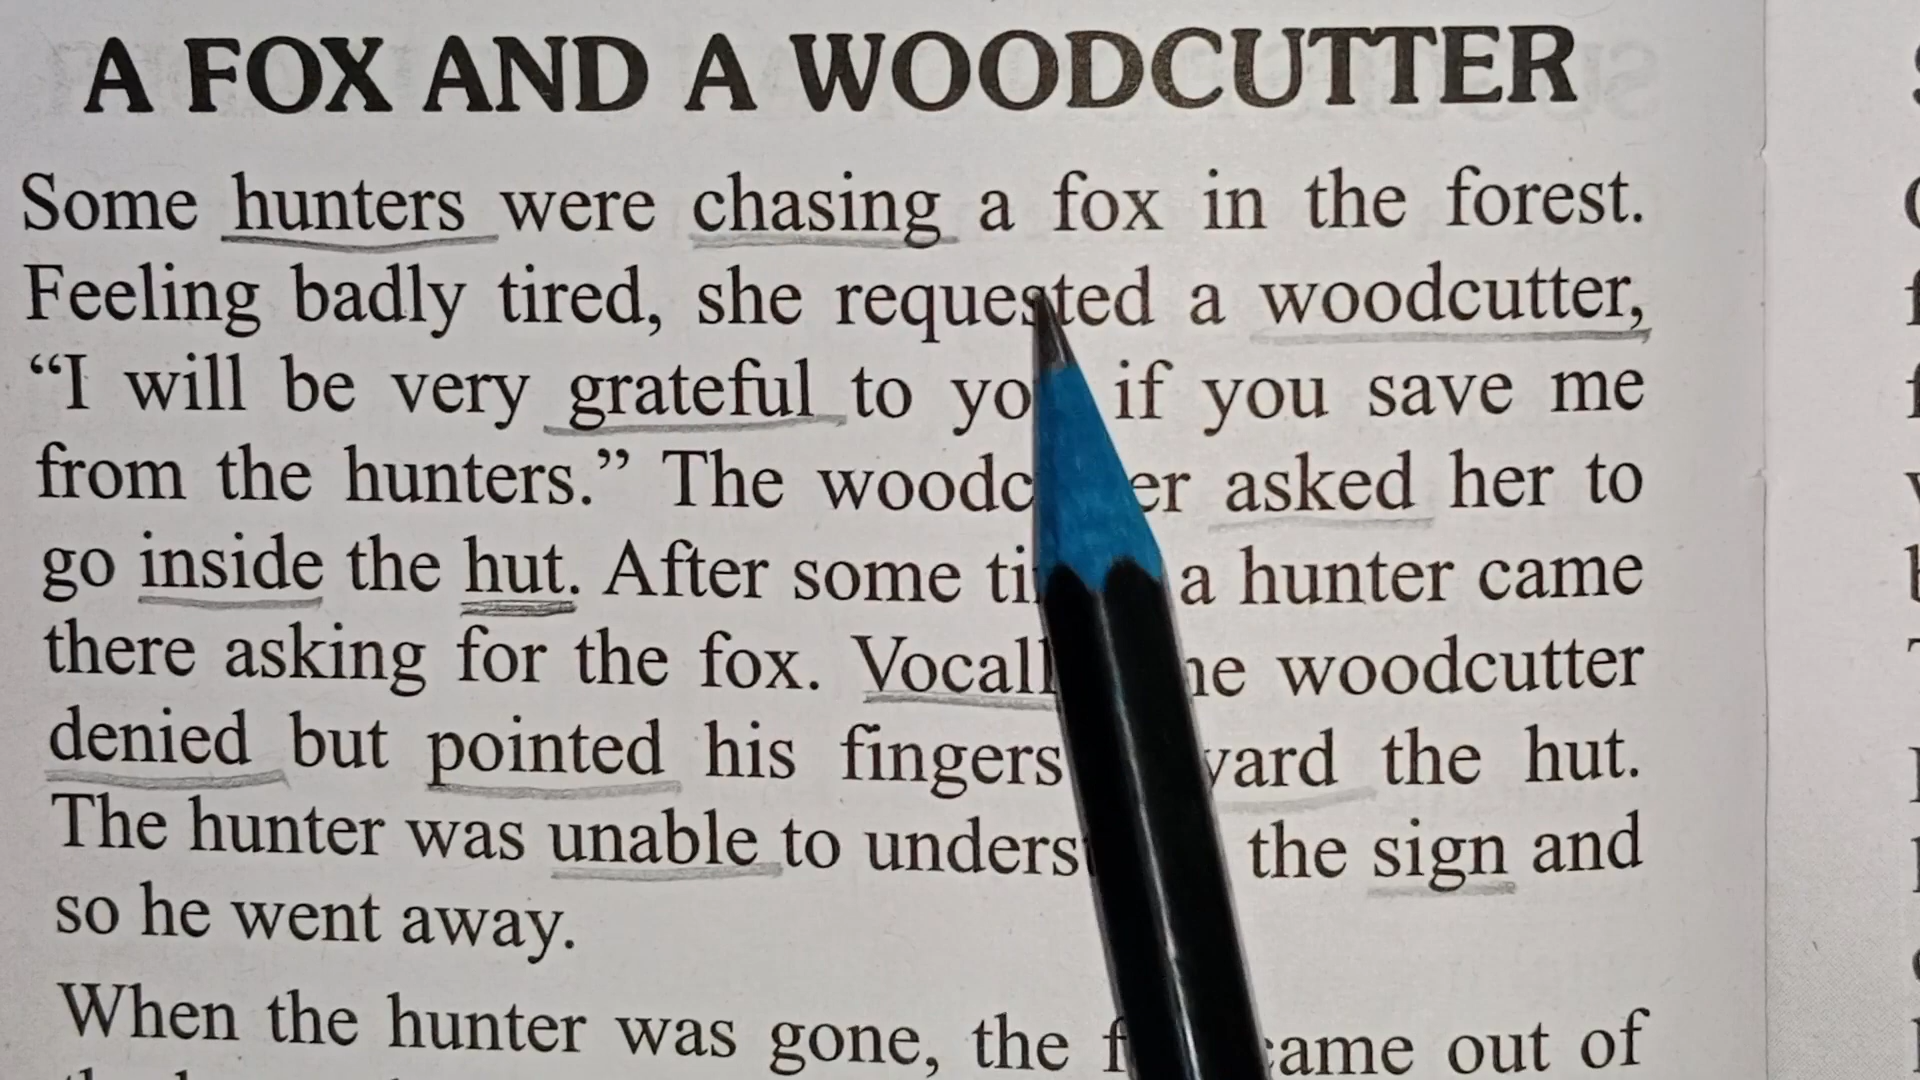 A FOX AND A WOODCUTTER
Some hunters were chasing a fox in the forest.
Feeling badly tired, she requested a woodcutter,
“I will be very grateful to yo if you save me
from the hunters.” The woodc er asked her to
go inside the hut. After some ti a hunter came
there asking for the fox. Vocall he woodcutter
denied but pointed his fingers ward the hut.
The hunter was unable to unders the sign and
so he went away.
When the hunter was gone, the f came out of